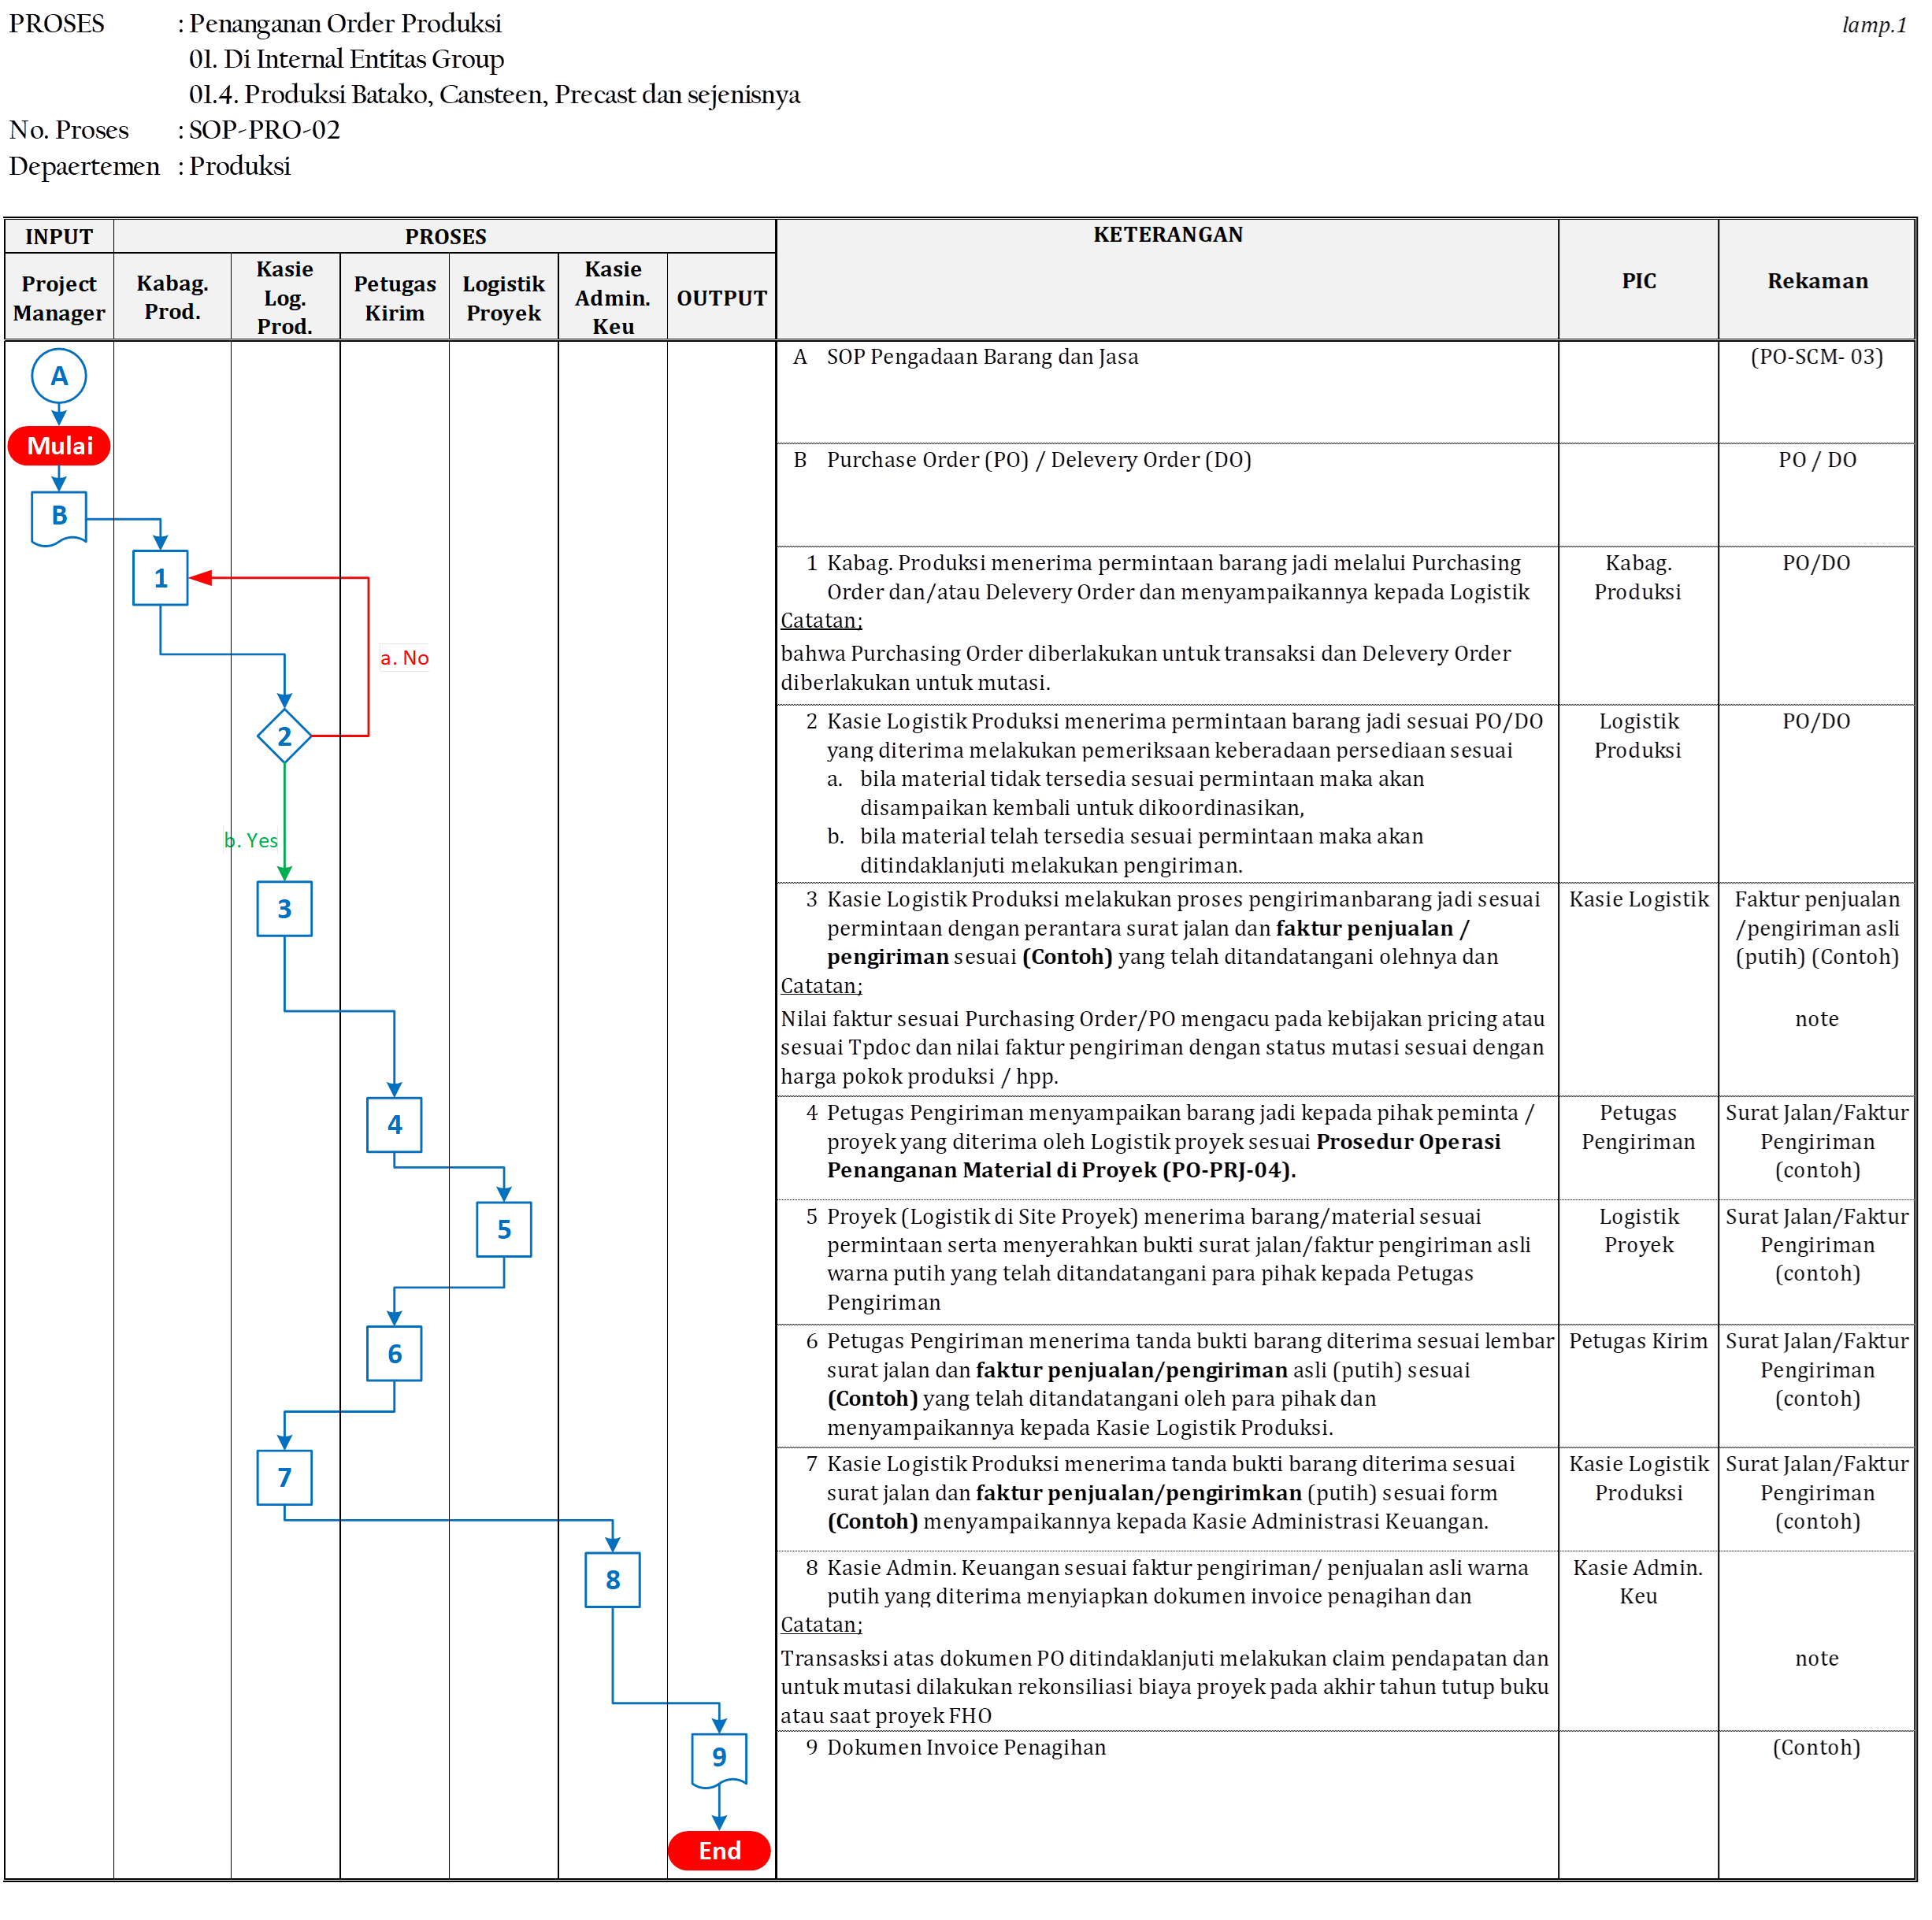 PROSES : Penanganan Order Produksi
lamp.1
01. Di Internal Entitas Group
01.4. Produksi Batako, Cansteen, Precast dan sejenisnya
No. Proses : SOP-PRO-02
Depaertemen : Produksi
INPUT
PROSES
KETERANGAN
PIC
Rekaman
Project
Manager
Kabag.
Prod.
Kasie
Log.
Prod.
Petugas
Kirim
Logistik
Proyek
Kasie
Admin.
Keu
OUTPUT
A
Mulai
B
1
a. No
2
b. Yes
3
4
5
6
7
8
9
End
A SOP Pengadaan Barang dan Jasa
(PO-SCM- 03)
B Purchase Order (PO) / Delevery Order (DO)
PO / DO
1 Kabag. Produksi menerima permintaan barang jadi melalui Purchasing
Order dan/atau Delevery Order dan menyampaikannya kepada Logistik
Catatan;
bahwa Purchasing Order diberlakukan untuk transaksi dan Delevery Order
diberlakukan untuk mutasi.
Kabag.
Produksi
PO/DO
2 Kasie Logistik Produksi menerima permintaan barang jadi sesuai PO/DO
yang diterima melakukan pemeriksaan keberadaan persediaan sesuai
a. bila material tidak tersedia sesuai permintaan maka akan
disampaikan kembali untuk dikoordinasikan,
b. bila material telah tersedia sesuai permintaan maka akan
ditindaklanjuti melakukan pengiriman.
Logistik
Produksi
PO/DO
3 Kasie Logistik Produksi melakukan proses pengirimanbarang jadi sesuai
permintaan dengan perantara surat jalan dan faktur penjualan /
pengiriman sesuai (Contoh) yang telah ditandatangani olehnya dan
Catatan;
Nilai faktur sesuai Purchasing Order/PO mengacu pada kebijakan pricing atau
sesuai Tpdoc dan nilai faktur pengiriman dengan status mutasi sesuai dengan
harga pokok produksi / hpp.
Kasie Logistik
Faktur penjualan
/pengiriman asli
(putih) (Contoh)
note
4 Petugas Pengiriman menyampaikan barang jadi kepada pihak peminta /
proyek yang diterima oleh Logistik proyek sesuai Prosedur Operasi
Penanganan Material di Proyek (PO-PRJ-04).
Petugas
Pengiriman
Surat Jalan/Faktur
Pengiriman
(contoh)
5 Proyek (Logistik di Site Proyek) menerima barang/material sesuai
permintaan serta menyerahkan bukti surat jalan/faktur pengiriman asli
warna putih yang telah ditandatangani para pihak kepada Petugas
Pengiriman
Logistik
Proyek
Surat Jalan/Faktur
Pengiriman
(contoh)
6 Petugas Pengiriman menerima tanda bukti barang diterima sesuai lembar
surat jalan dan faktur penjualan/pengiriman asli (putih) sesuai
(Contoh) yang telah ditandatangani oleh para pihak dan
menyampaikannya kepada Kasie Logistik Produksi.
Petugas Kirim
Surat Jalan/Faktur
Pengiriman
(contoh)
7 Kasie Logistik Produksi menerima tanda bukti barang diterima sesuai
surat jalan dan faktur penjualan/pengirimkan (putih) sesuai form
(Contoh) menyampaikannya kepada Kasie Administrasi Keuangan.
Kasie Logistik
Produksi
Surat Jalan/Faktur
Pengiriman
(contoh)
8 Kasie Admin. Keuangan sesuai faktur pengiriman/ penjualan asli warna
putih yang diterima menyiapkan dokumen invoice penagihan dan
Catatan;
Transasksi atas dokumen PO ditindaklanjuti melakukan claim pendapatan dan
untuk mutasi dilakukan rekonsiliasi biaya proyek pada akhir tahun tutup buku
atau saat proyek FHO
Kasie Admin.
Keu
note
9 Dokumen Invoice Penagihan
(Contoh)